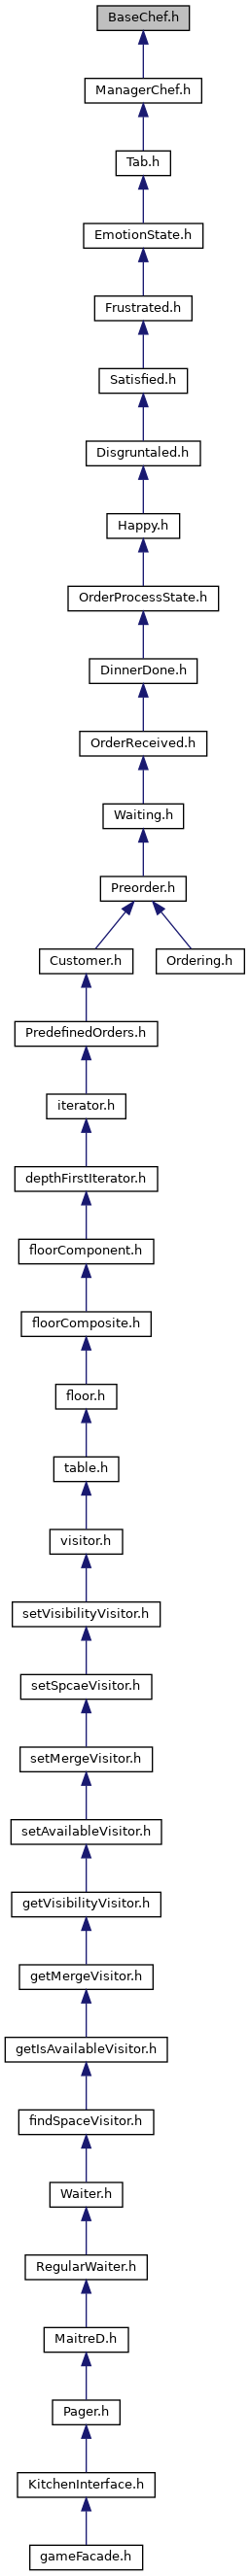 BaseChef.h
ManagerChef.h
Tab.h
EmotionState.h
Frustrated.h
Satisfied.h
Disgruntaled.h
Happy.h
OrderProcessState.h
DinnerDone.h
OrderReceived.h
Waiting.h
Preorder.h
Customer.h
Ordering.h
PredefinedOrders.h
iterator.h
depthFirstIterator.h
floorComponent.h
floorComposite.h
floor.h
table.h
visitor.h
setVisibilityVisitor.h
setSpcaeVisitor.h
setMergeVisitor.h
setAvailableVisitor.h
getVisibilityVisitor.h
getMergeVisitor.h
getIsAvailableVisitor.h
findSpaceVisitor.h
Waiter.h
RegularWaiter.h
MaitreD.h
Pager.h
KitchenInterface.h
gameFacade.h